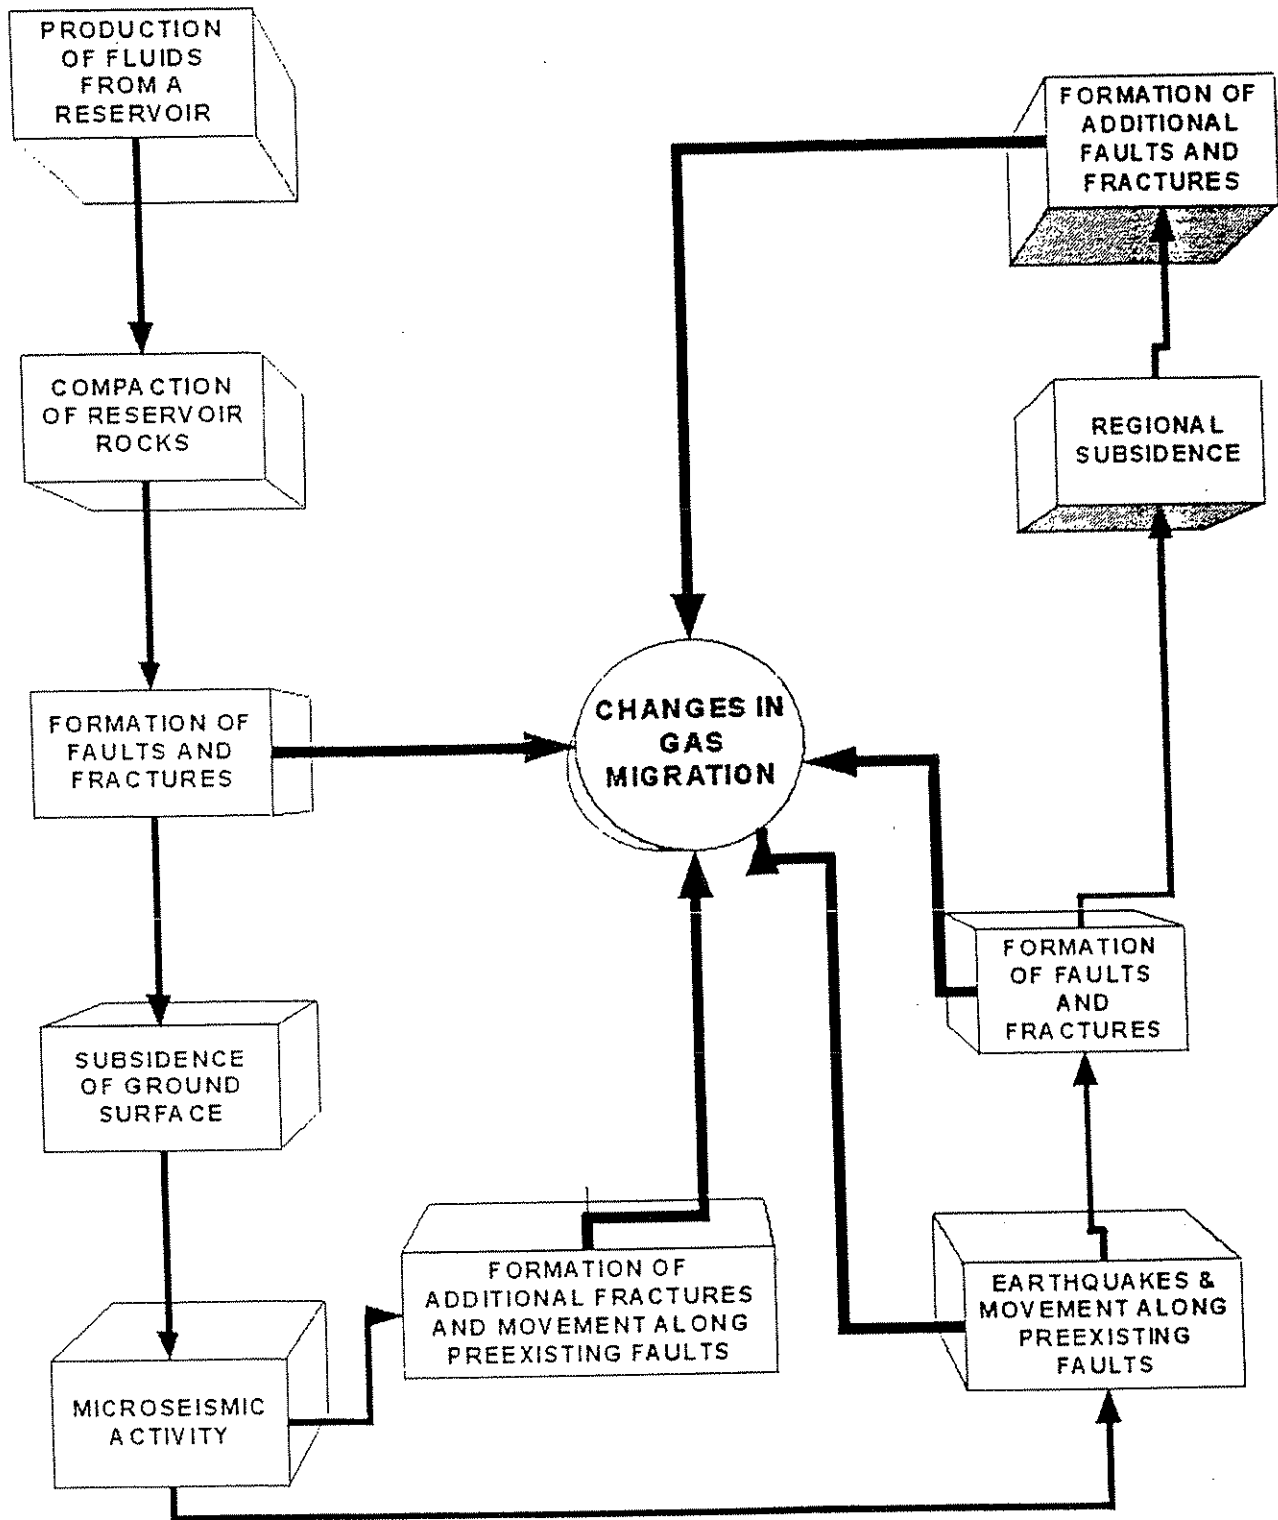 PRODUCTION
OF FLUIDS
FROM A
RESERVOIR
COMPACTION
OF RESERVOIR
ROCKS
FORMATION OF
FAULTS AND
FRACTURES
SUBSIDENCE
OF GROUND
SURFACE
MICROSEISMIC
ACTIVITY
FORMATION OF
ADDITIONAL FRACTURES
AND MOVEMENT ALONG
PREEXISTING FAULTS
CHANGES IN
GAS
MIGRATION
FORMATION OF
ADDITIONAL
FAULTS AND
FRACTURES
REGIONAL
SUBSIDENCE
FORMATION
OF FAULTS
AND
FRACTURES
EARTHQUAKES &
MOVEMENT ALONG
PREEXISTING
FAULTS